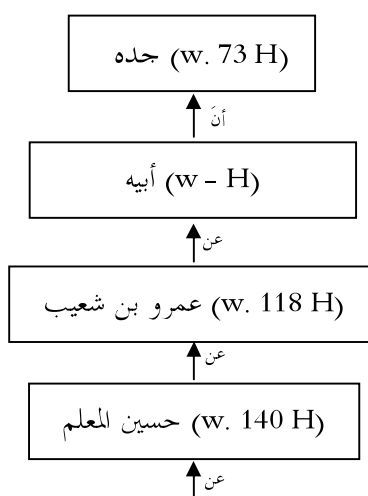 جده (w. 73 H)
أنَ
أبيه (w – H)
عن
عمرو بن شعيب (w. 118 H)
عن
حسين المعلم (w. 140 H)
عن